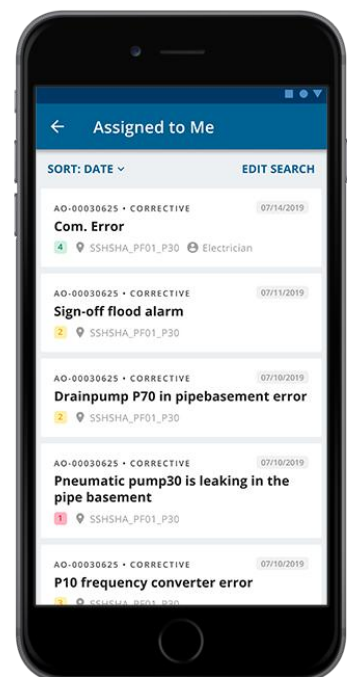 Assigned to Me
SORT: DATE EDIT SEARCH
AO-00030625 • CORRECTIVE 07/14/2019
Com. Error
4 SSHSHA_PF01_P30 Electrician
AO-00030625 • CORRECTIVE 07/11/2019
Sign-off flood alarm
2 SSHSHA_PF01_P30
AO-00030625 • CORRECTIVE 07/10/2019
Drainpump P70 in pipebasement error
2 SSHSHA_PF01_P30
AO-00030625 • CORRECTIVE 07/10/2019
Pneumatic pump30 is leaking in the
pipe basement
1 SSHSHA_PF01_P30
AO-00030625 • CORRECTIVE 07/10/2019
P10 frequency converter error
SSHSHA_PF01_P30